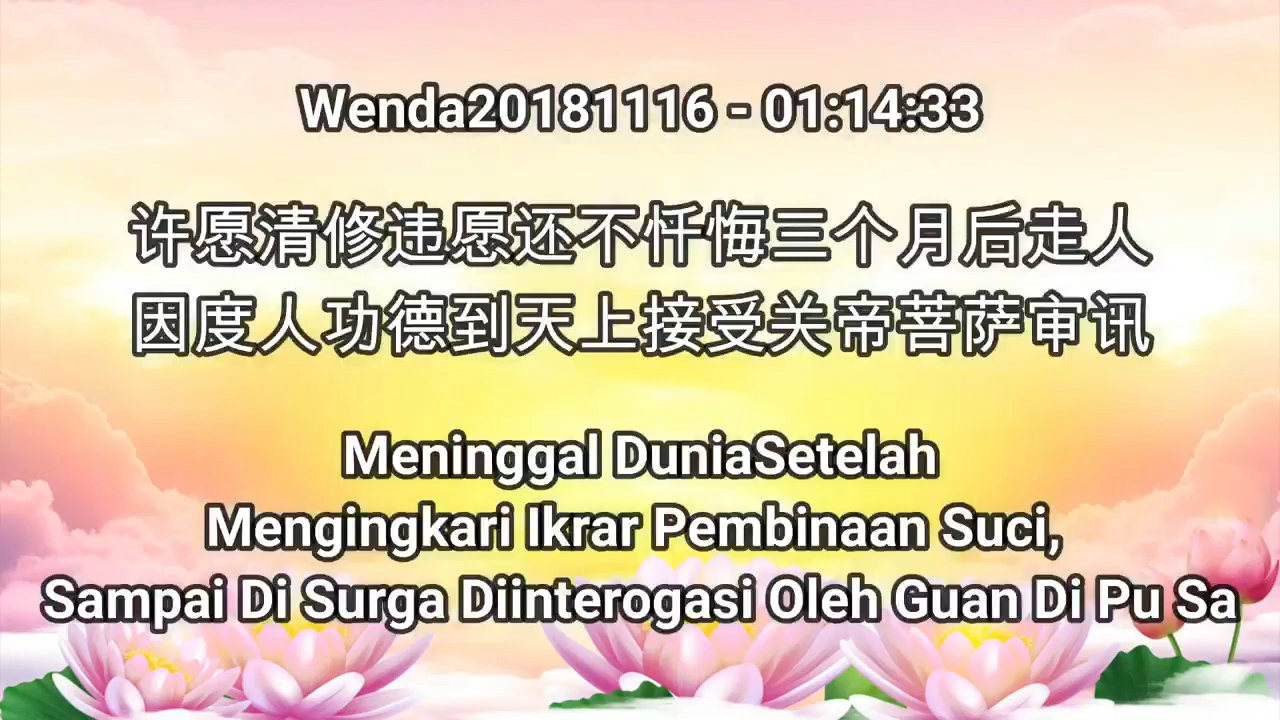 Wenda20181116 - 01:14:33
许愿清修违愿还不忏悔三个月后走人
因度人功德到天上接受关帝菩萨审讯
Meninggal DuniaSetelah
Mengingkari Ikrar Pembinaan Suci,
Sampai Di Surga Diinterogasi Oleh Guan Di Pu Sa